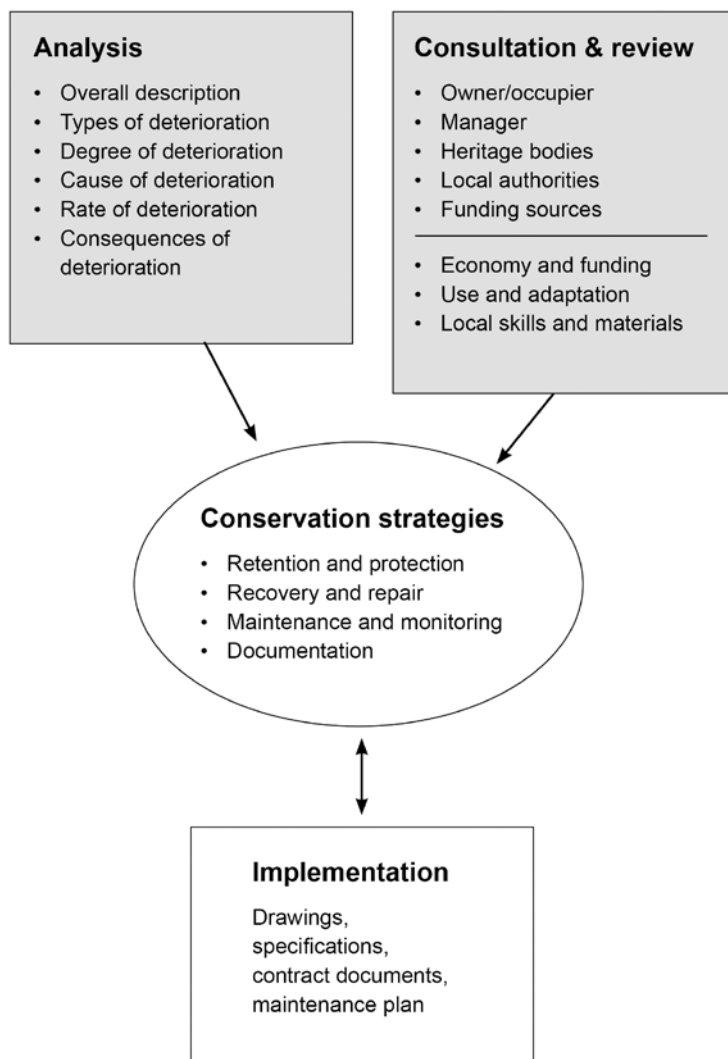 Analysis
• Overall description
• Types of deterioration
• Degree of deterioration
• Cause of deterioration
• Rate of deterioration
• Consequences of
deterioration
Consultation & review
• Owner/occupier
• Manager
• Heritage bodies
• Local authorities
• Funding sources
• Economy and funding
• Use and adaptation
• Local skills and materials
Conservation strategies
• Retention and protection
• Recovery and repair
• Maintenance and monitoring
• Documentation
Implementation
Drawings,
specifications,
contract documents,
maintenance plan